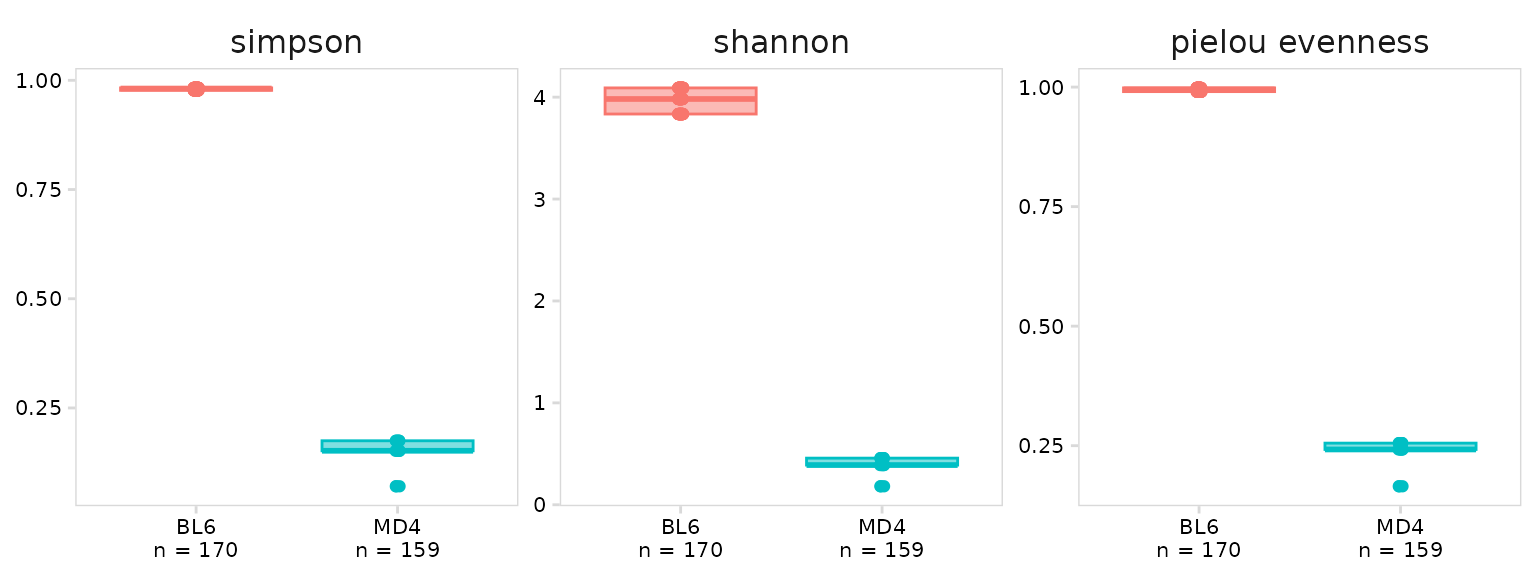 simpson
1.00
0.75
0.50
0.25
BL6
n = 170
MD4
n = 159
shannon
4
3
2
1
0
BL6
n = 170
MD4
n = 159
pielou evenness
1.00
0.75
0.50
0.25
BL6
n = 170
MD4
n = 159